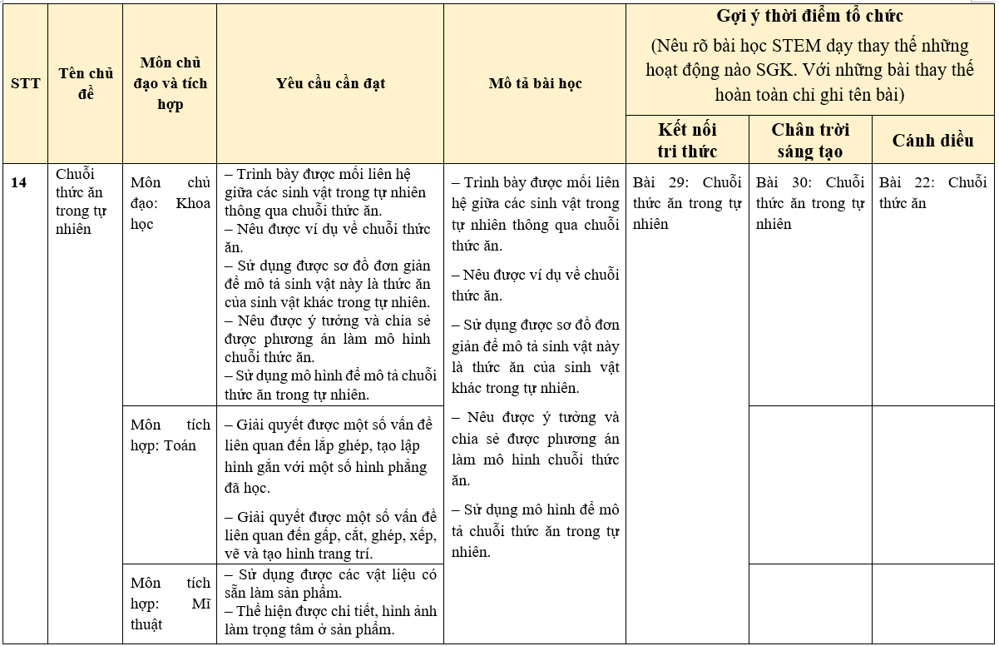 STT
Tên chủ
đề
Môn chủ
đạo và tích
hợp
Yêu cầu cần đạt
Mô tả bài học
Gợi ý thời điểm tổ chức
(Nêu rõ bài học STEM dạy thay thế những
hoạt động nào SGK. Với những bài thay thế
hoàn toàn chỉ ghi tên bài)
Kết nối
tri thức
Chân trời
sáng tạo
Cánh diều
14
Chuỗi
thức ăn
trong tự
nhiên
Môn chủ
đạo: Khoa
học
– Trình bày được mối liên hệ
giữa các sinh vật trong tự nhiên
thông qua chuỗi thức ăn.
– Nêu được ví dụ về chuỗi thức
ăn.
– Sử dụng được sơ đồ đơn giản
để mô tả sinh vật này là thức ăn
của sinh vật khác trong tự nhiên.
– Nêu được ý tưởng và chia sẻ
được phương án làm mô hình
chuỗi thức ăn.
– Sử dụng mô hình để mô tả chuỗi
thức ăn trong tự nhiên.
– Trình bày được mối liên
hệ giữa các sinh vật trong
tự nhiên thông qua chuỗi
thức ăn.
– Nêu được ví dụ về chuỗi
thức ăn.
– Sử dụng được sơ đồ đơn
giản để mô tả sinh vật này
là thức ăn của sinh vật
khác trong tự nhiên.
– Nêu được ý tưởng và
chia sẻ được phương án
làm mô hình chuỗi thức
ăn.
– Sử dụng mô hình để mô
tả chuỗi thức ăn trong tự
nhiên.
Bài 29: Chuỗi
thức ăn trong tự
nhiên
Bài 30: Chuỗi
thức ăn trong tự
nhiên
Bài 22: Chuỗi
thức ăn
Môn tích
hợp: Toán
– Giải quyết được một số vấn đề
liên quan đến lắp ghép, tạo lập
hình gắn với một số hình phẳng
đã học.
– Giải quyết được một số vấn đề
liên quan đến gấp, cắt, ghép, xếp,
vẽ và tạo hình trang trí.
Môn tích
hợp: Mĩ
thuật
– Sử dụng được các vật liệu có
sẵn làm sản phẩm.
– Thể hiện được chi tiết, hình ảnh
làm trọng tâm ở sản phẩm.